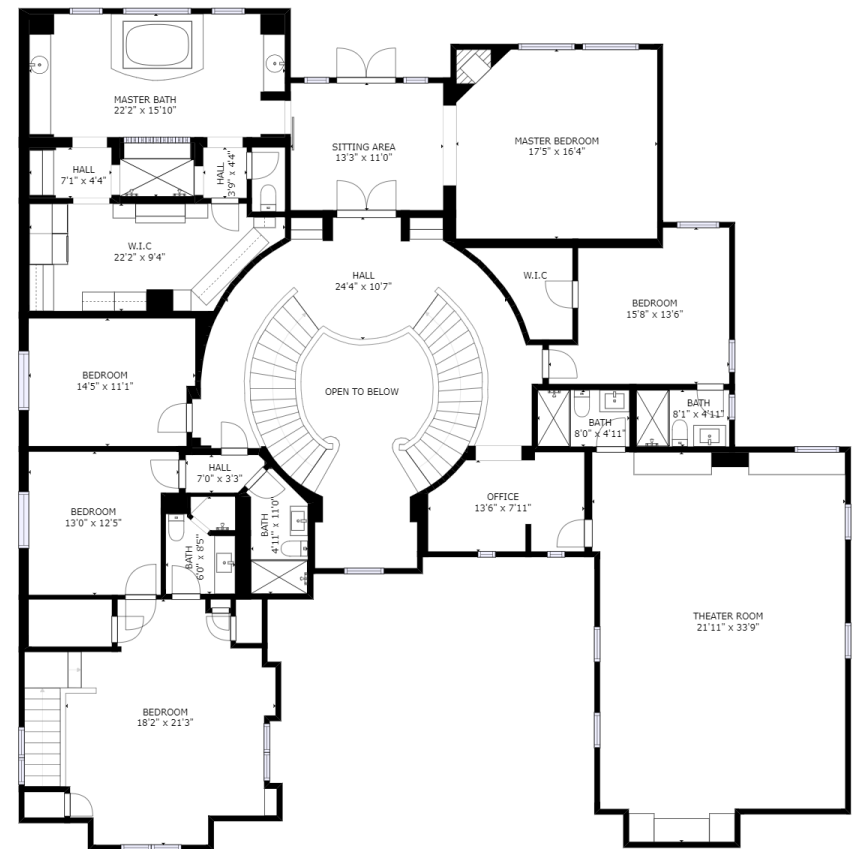 MASTER BATH
22'2" x 15'10"
SITTING AREA
13'3" x 11'0"
MASTER BEDROOM
17'5" x 16'4"
HALL
7'1" x 4'4"
HALL
3'9" x 4'4"
W.I.C
22'2" x 9'4"
HALL
24'4" x 10'7"
W.I.C
BEDROOM
15'8" x 13'6"
BEDROOM
14'5" x 11'1"
OPEN TO BELOW
BATH
8'0" x 4'11"
BATH
8'1" x 4'11"
HALL
7'0" x 3'3"
BEDROOM
13'0" x 12'5"
BATH
6'0" x 8'5"
BATH
4'11" x 11'0"
OFFICE
13'6" x 7'11"
THEATER ROOM
21'11" x 33'9"
BEDROOM
18'2" x 21'3"